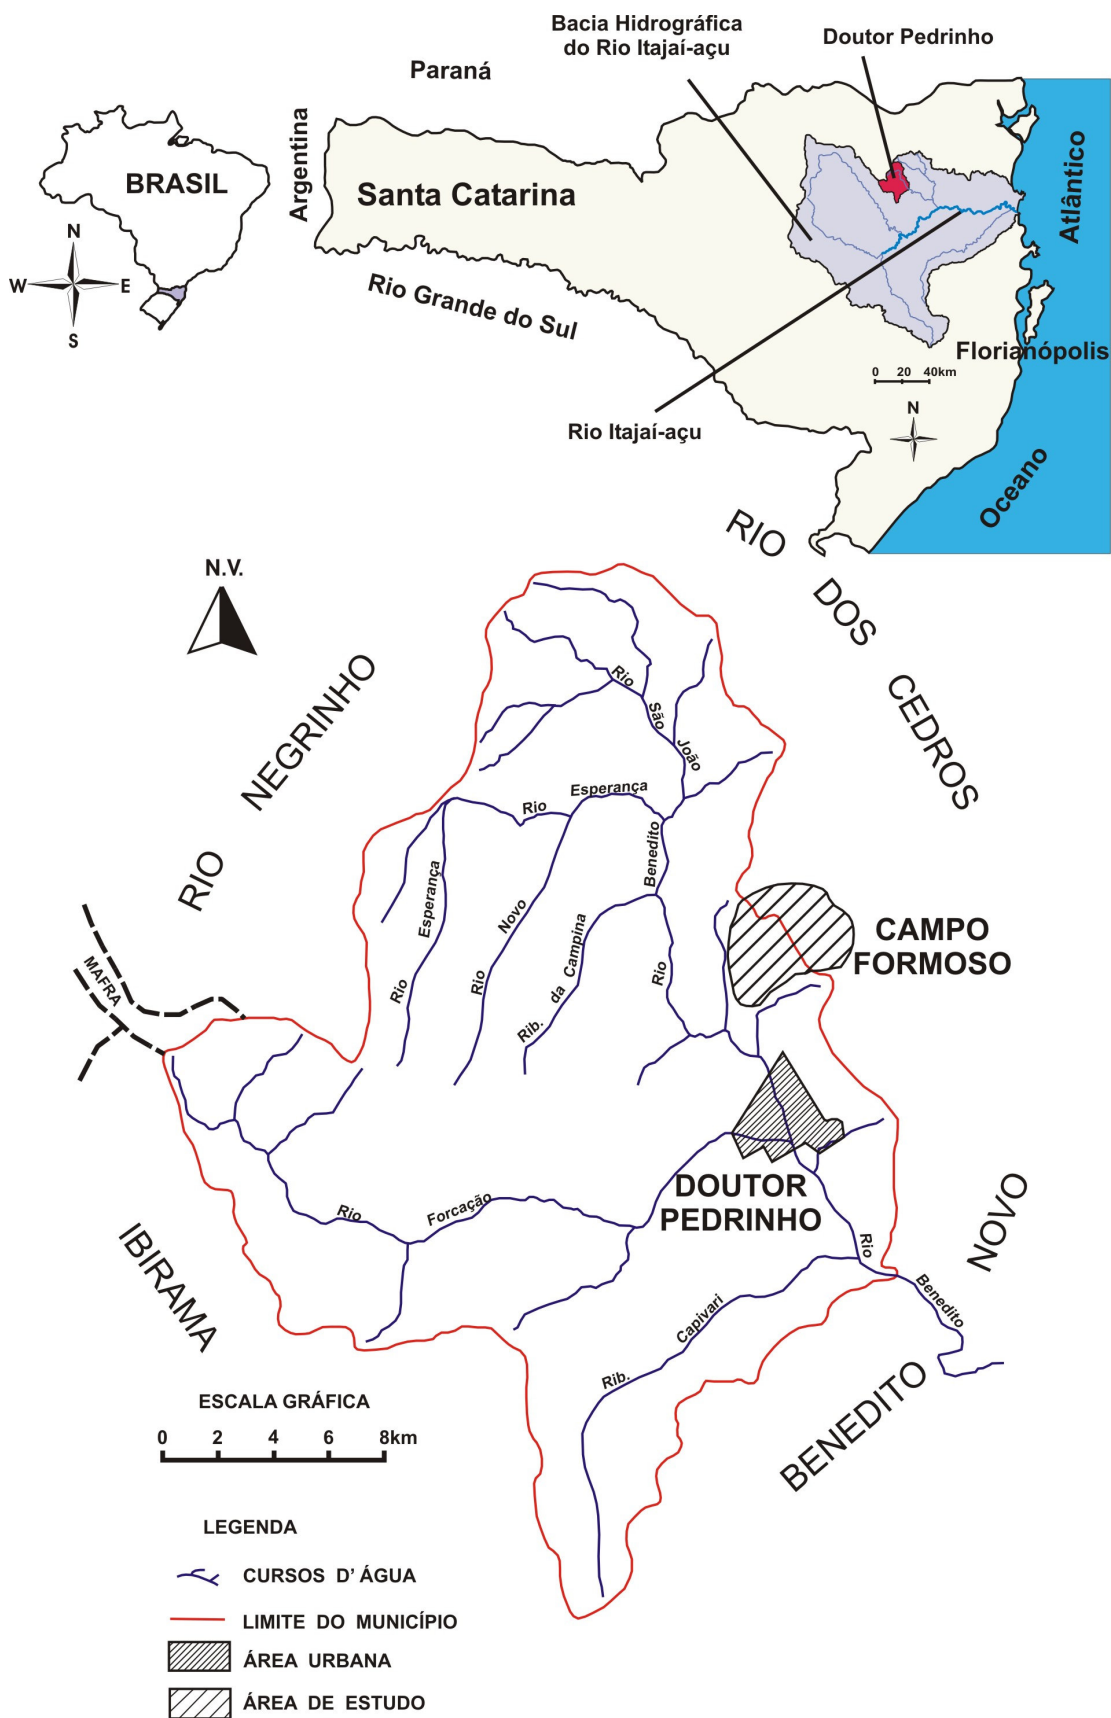 Bacia Hidrográfica
do Rio Itajaí-açu
Doutor Pedrinho
Paraná
Argentina
BRASIL
Santa Catarina
Atlântico
N
W
E
S
Rio Grande do Sul
Florianópolis
0 20 40km
N
Rio Itajaí-açu
Oceano
RIO DOS CEDROS
N.V.
RIO NEGRINHO
Rio São João
Rio Esperança
Rio Benedito
Rio Esperança
Rio Novo
Rib. da Campina
Rio
MAFRA
CAMPO
FORMOSO
DOUTOR
PEDRINHO
Rio Forcação
Rio Benedito
Rib. Capivari
IBIRAMA
BENEDITO NOVO
ESCALA GRÁFICA
0 2 4 6 8km
LEGENDA
CURSOS D' ÁGUA
LIMITE DO MUNICÍPIO
ÁREA URBANA
ÁREA DE ESTUDO